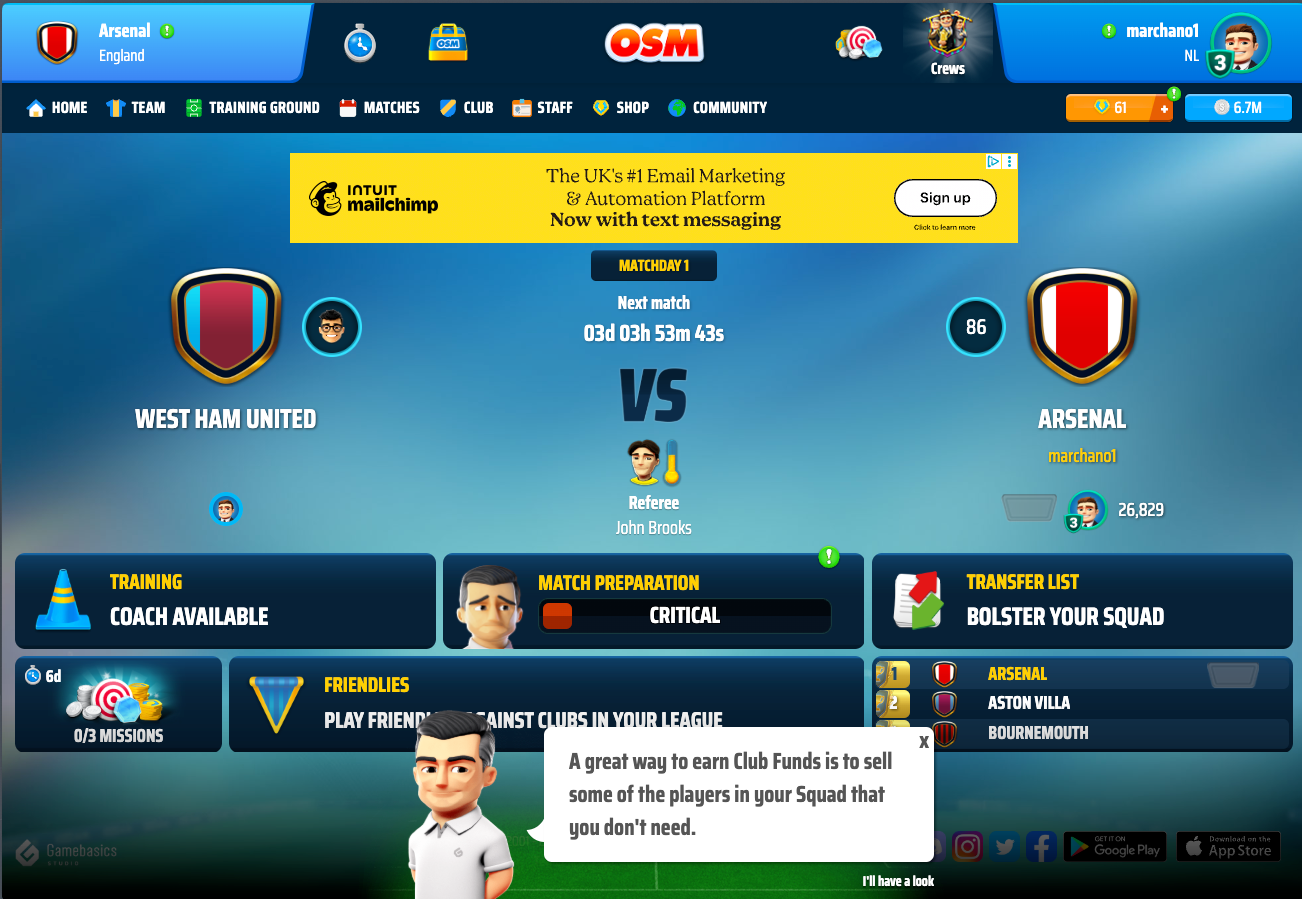 Arsenal
England
OSM
OSM
Crews
marchano1
NL
3
HOME
TEAM
TRAINING GROUND
MATCHES
CLUB
STAFF
SHOP
COMMUNITY
61
+
6.7M
INTUIT
mailchimp
The UK's #1 Email Marketing
& Automation Platform
Now with text messaging
Sign up
Click to learn more
MATCHDAY 1
Next match
03d 03h 53m 43s
VS
86
WEST HAM UNITED
ARSENAL
marchano1
Referee
John Brooks
3
26,829
TRAINING
COACH AVAILABLE
MATCH PREPARATION
CRITICAL
TRANSFER LIST
BOLSTER YOUR SQUAD
6d
0/3 MISSIONS
FRIENDLIES
PLAY FRIENDLIES AGAINST CLUBS IN YOUR LEAGUE
1 ARSENAL
2 ASTON VILLA
BOURNEMOUTH
X
A great way to earn Club Funds is to sell
some of the players in your Squad that
you don't need.
I'll have a look
Gamebasics
STUDIO
GET IT ON
Google Play
Download on the
App Store